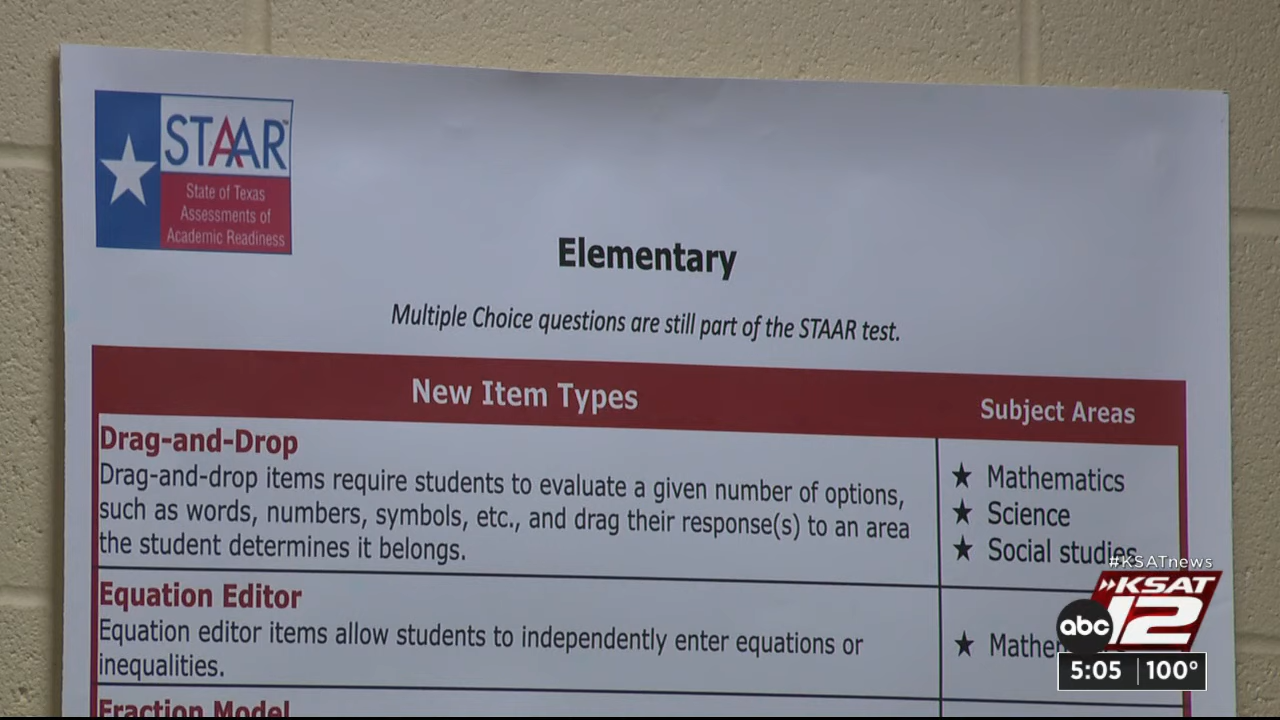 STAAR™
State of Texas
Assessments of
Academic Readiness
Elementary
Multiple Choice questions are still part of the STAAR test.
New Item Types
Subject Areas
Drag-and-Drop
Drag-and-drop items require students to evaluate a given number of options,
such as words, numbers, symbols, etc., and drag their response(s) to an area
the student determines it belongs.
★ Mathematics
★ Science
★ Social studies
Equation Editor
Equation editor items allow students to independently enter equations or
inequalities.
★ Mathe
Fraction Model
#KSATnews
KSAT
abc 12
5:05 100°